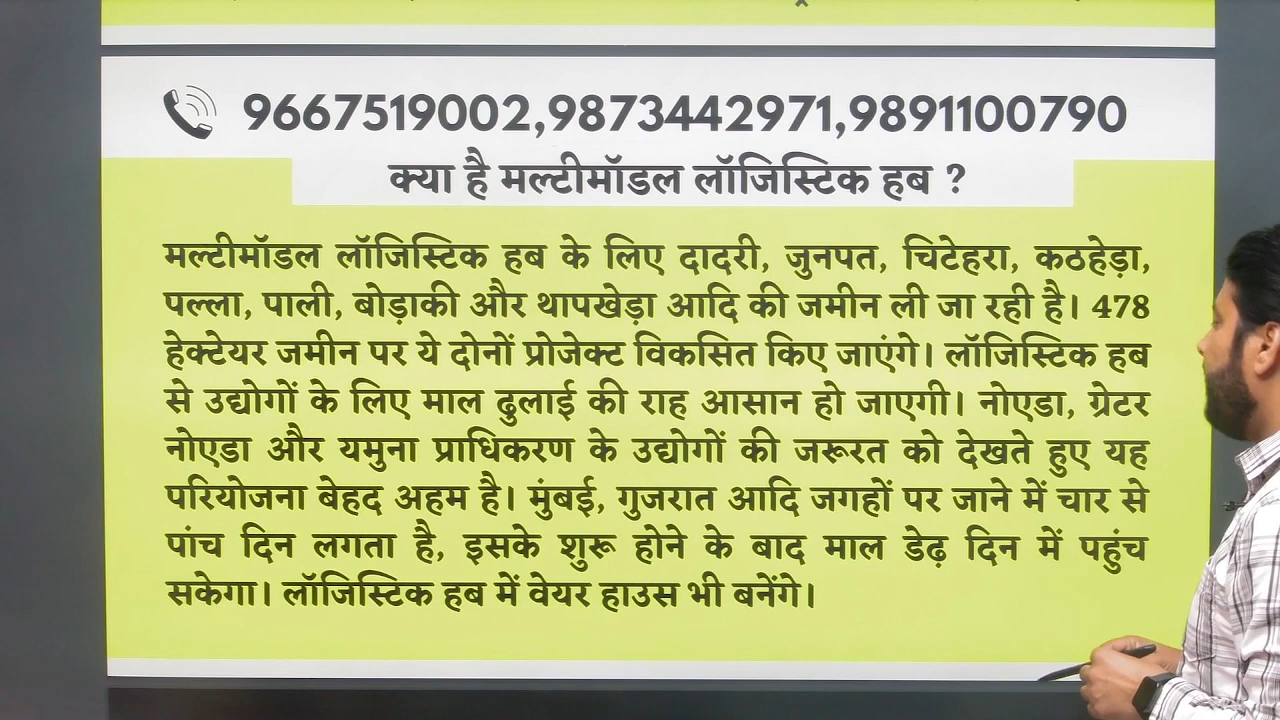 9667519002,9873442971,9891100790
क्या है मल्टीमॉडल लॉजिस्टिक हब ?
मल्टीमॉडल लॉजिस्टिक हब के लिए दादरी, जुनपत, चिटेहरा, कठहेड़ा,
पल्ला, पाली, बोड़ाकी और थापखेड़ा आदि की जमीन ली जा रही है। 478
हेक्टेयर जमीन पर ये दोनों प्रोजेक्ट विकसित किए जाएंगे। लॉजिस्टिक हब
से उद्योगों के लिए माल ढुलाई की राह आसान हो जाएगी। नोएडा, ग्रेटर
नोएडा और यमुना प्राधिकरण के उद्योगों की जरूरत को देखते हुए यह
परियोजना बेहद अहम है। मुंबई, गुजरात आदि जगहों पर जाने में चार से
पांच दिन लगता है, इसके शुरू होने के बाद माल डेढ़ दिन में पहुंच
सकेगा। लॉजिस्टिक हब में वेयर हाउस भी बनेंगे।